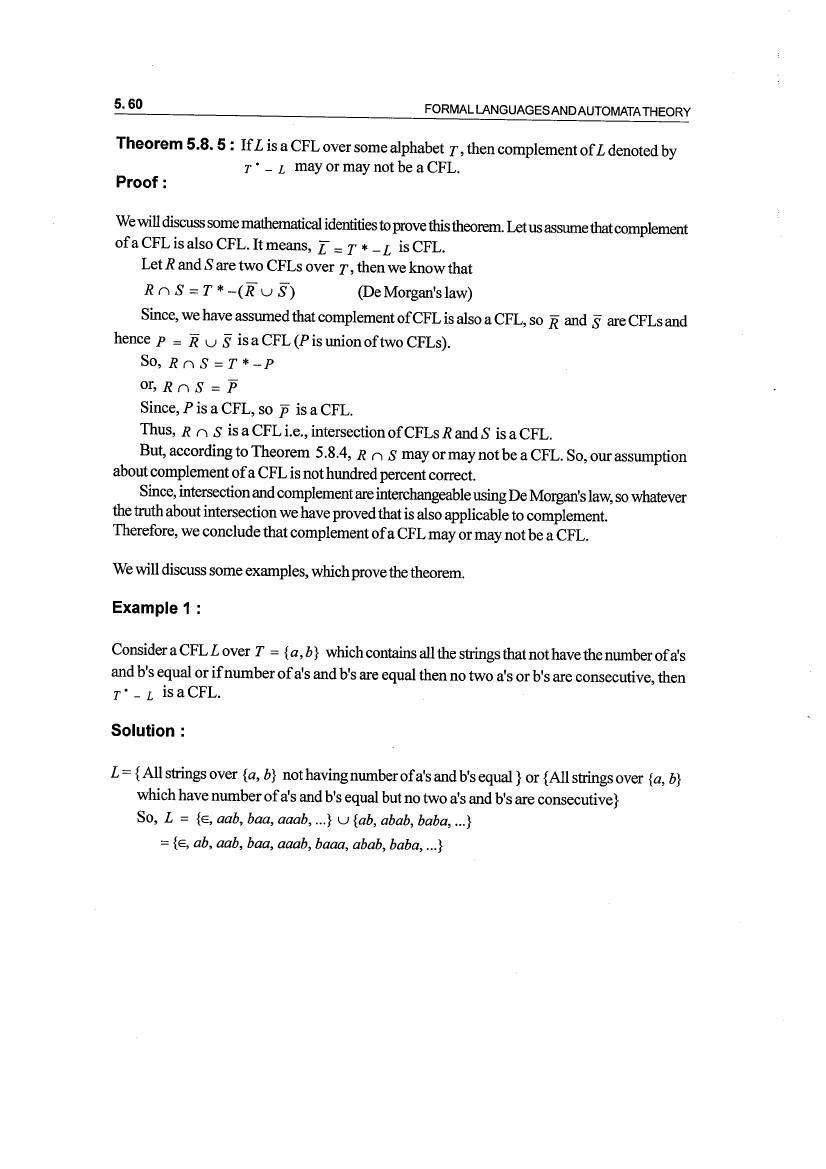 5. 60
FORMAL LANGUAGES AND AUTOMATA THEORY
Theorem 5.8. 5 : If L is a CFL over some alphabet T, then complement of L denoted by
T* - L may or may not be a CFL.
Proof :
We will discuss some mathematical identities to prove this theorem. Let us assume that complement
of a CFL is also CFL. It means, L̅ = T * - L is CFL.
Let R and S are two CFLs over T, then we know that
R ∩ S = T * -(R̅ ∪ S̅) (De Morgan's law)
Since, we have assumed that complement of CFL is also a CFL, so R̅ and S̅ are CFLs and
hence P = R̅ ∪ S̅ is a CFL (P is union of two CFLs).
So, R ∩ S = T * - P
or, R ∩ S = P̅
Since, P is a CFL, so P̅ is a CFL.
Thus, R ∩ S is a CFL i.e., intersection of CFLs R and S is a CFL.
But, according to Theorem 5.8.4, R ∩ S may or may not be a CFL. So, our assumption
about complement of a CFL is not hundred percent correct.
Since, intersection and complement are interchangeable using De Morgan's law, so whatever
the truth about intersection we have proved that is also applicable to complement.
Therefore, we conclude that complement of a CFL may or may not be a CFL.
We will discuss some examples, which prove the theorem.
Example 1 :
Consider a CFL L over T = {a, b} which contains all the strings that not have the number of a's
and b's equal or if number of a's and b's are equal then no two a's or b's are consecutive, then
T* - L is a CFL.
Solution :
L = { All strings over {a, b} not having number of a's and b's equal } or {All strings over {a, b}
which have number of a's and b's equal but no two a's and b's are consecutive}
So, L = {∈, aab, baa, aaab, ...} ∪ {ab, abab, baba, ...}
= {∈, ab, aab, baa, aaab, baaa, abab, baba, ...}